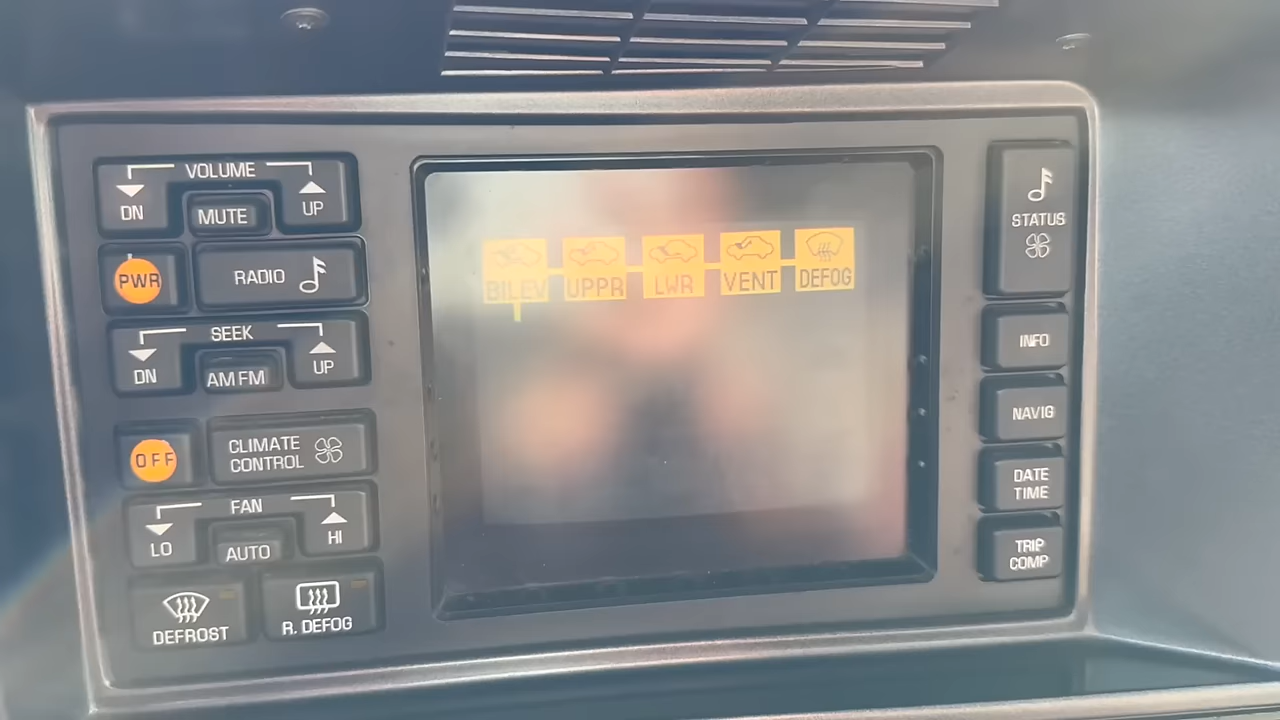 VOLUME
DN
MUTE
UP
PWR
RADIO
SEEK
DN
AM FM
UP
OFF
CLIMATE
CONTROL
FAN
LO
AUTO
HI
DEFROST
R. DEFOG
BILEV UPPR LWR VENT DEFOG
STATUS
INFO
NAVIG
DATE
TIME
TRIP
COMP